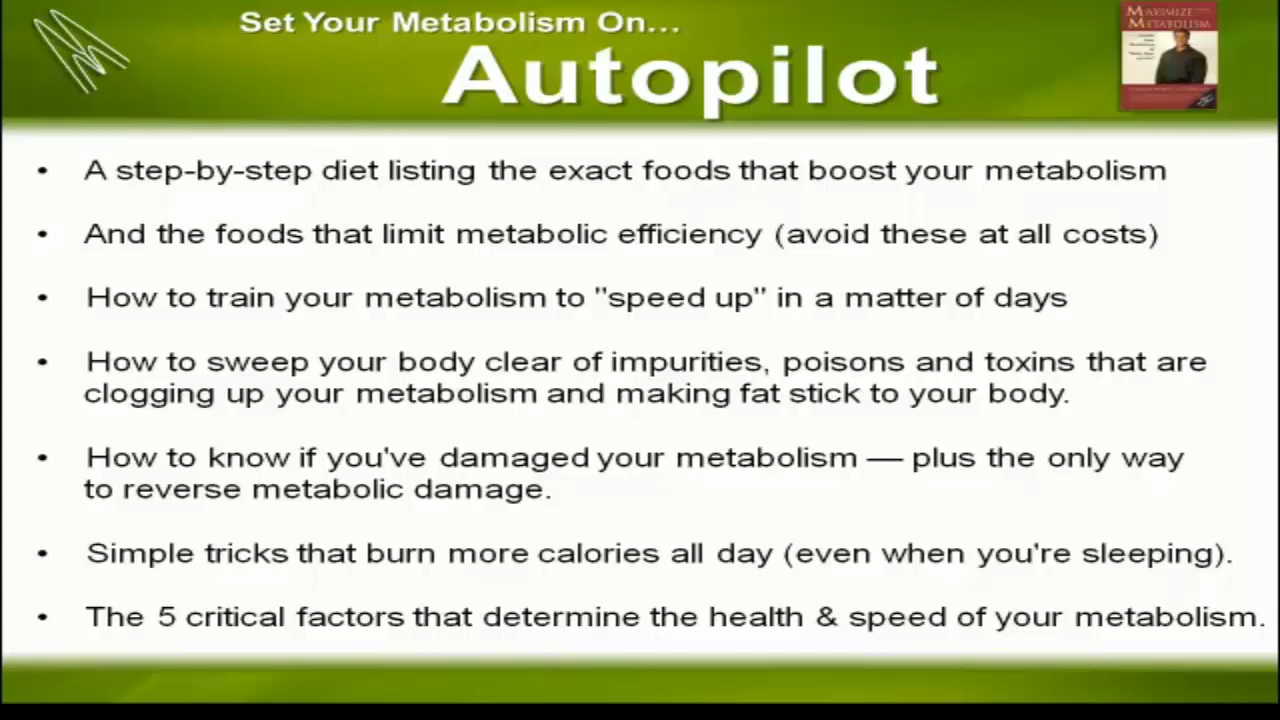 Set Your Metabolism On...
Autopilot
MAXIMIZE
METABOLISM
• A step-by-step diet listing the exact foods that boost your metabolism
• And the foods that limit metabolic efficiency (avoid these at all costs)
• How to train your metabolism to "speed up" in a matter of days
• How to sweep your body clear of impurities, poisons and toxins that are
clogging up your metabolism and making fat stick to your body.
• How to know if you've damaged your metabolism — plus the only way
to reverse metabolic damage.
• Simple tricks that burn more calories all day (even when you're sleeping).
• The 5 critical factors that determine the health & speed of your metabolism.